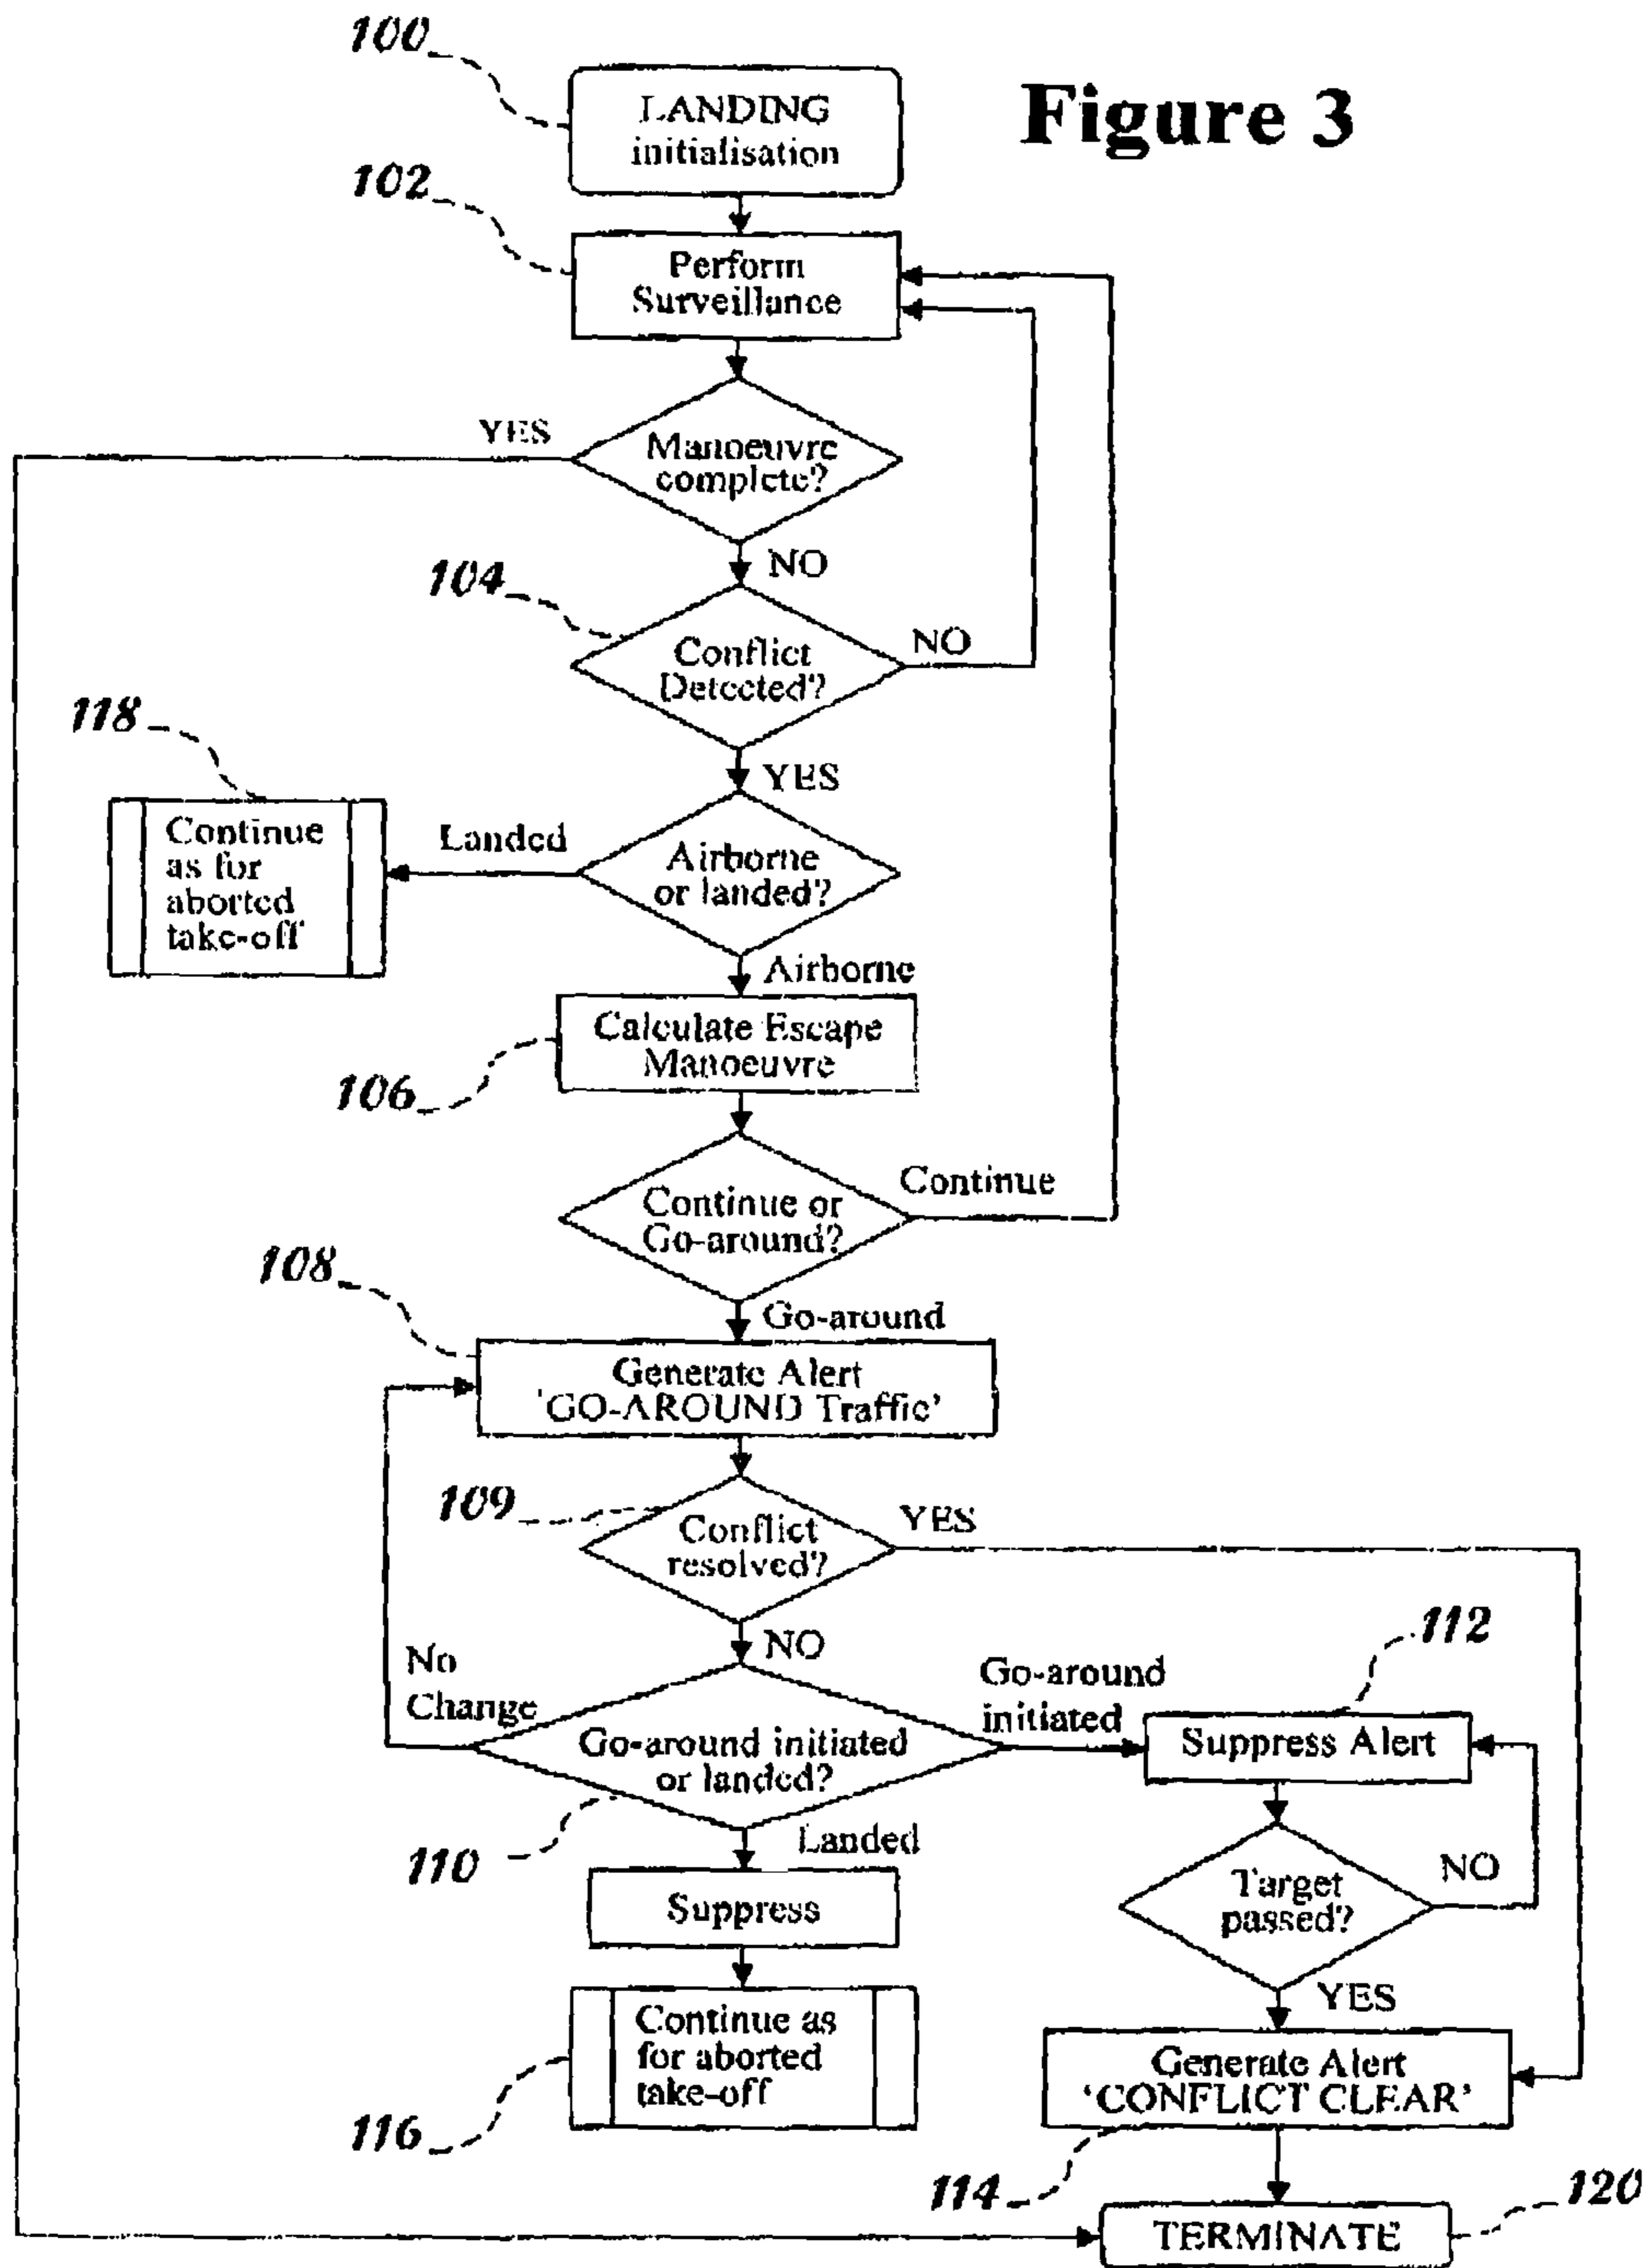 100
LANDING
initialisation
Figure 3
102
Perform
Surveillance
YES
Manoeuvre
complete?
NO
104
Conflict
Detected?
NO
118
YES
Continue
as for
aborted
take-off
Landed
Airborne
or landed?
Airborne
Calculate Escape
Manoeuvre
106
Continue or
Go-around?
Continue
108
Go-around
Generate Alert
'GO-AROUND Traffic'
109
Conflict
resolved?
YES
NO
112
No
Change
Go-around
initiated
Go-around initiated
or landed?
Suppress Alert
110
Landed
Suppress
Target
passed?
NO
YES
Continue as
for aborted
take-off
116
Generate Alert
'CONFLICT CLEAR'
114
120
TERMINATE